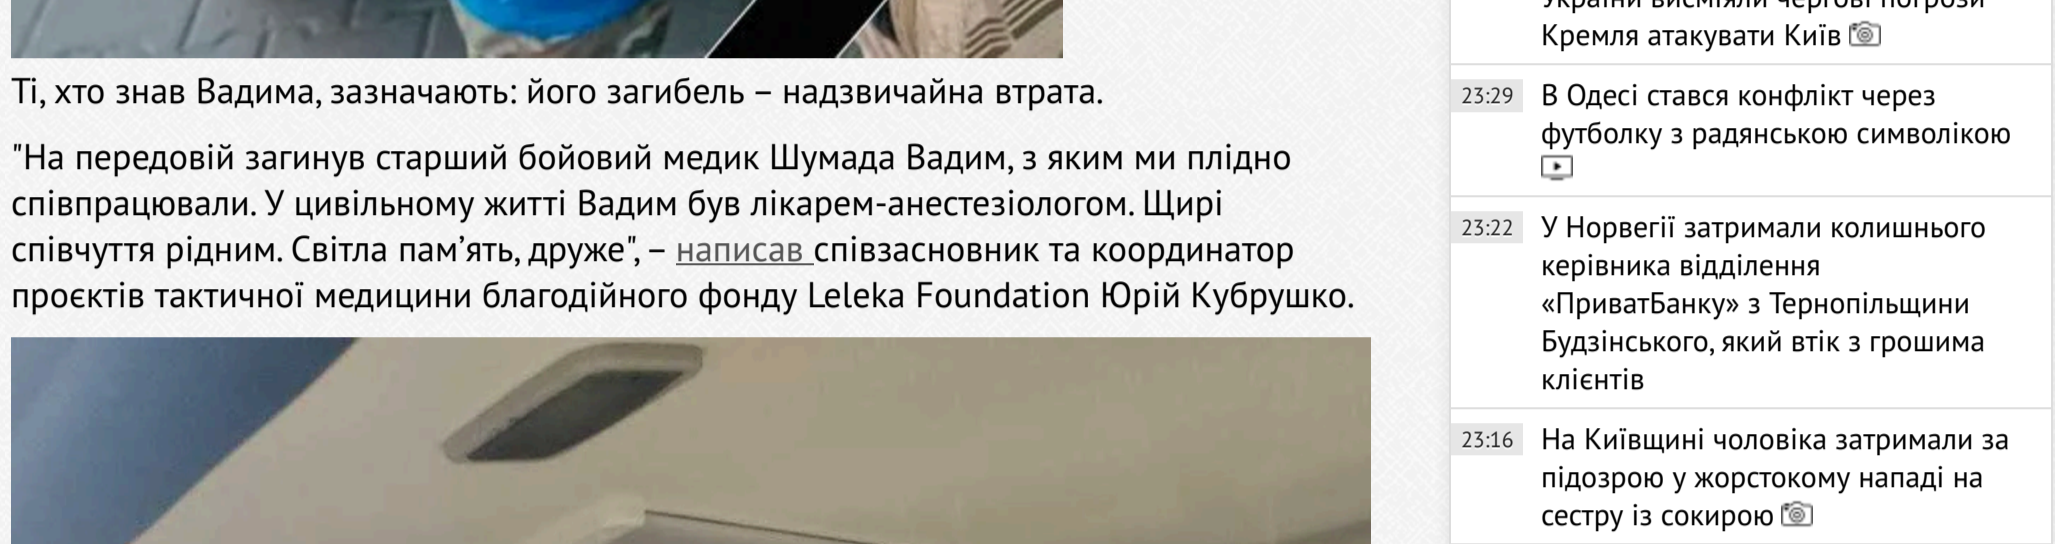 Ті, хто знав Вадима, зазначають: його загибель – надзвичайна втрата.
"На передовій загинув старший бойовий медик Шумада Вадим, з яким ми плідно
співпрацювали. У цивільному житті Вадим був лікарем-анестезіологом. Щирі
співчуття рідним. Світла пам’ять, друже", – написав співзасновник та координатор
проєктів тактичної медицини благодійного фонду Leleka Foundation Юрій Кубрушко.
України висміяли чергові погрози
Кремля атакувати Київ
23:29
В Одесі стався конфлікт через
футболку з радянською символікою
23:22
У Норвегії затримали колишнього
керівника відділення
«ПриватБанку» з Тернопільщини
Будзінського, який втік з грошима
клієнтів
23:16
На Київщині чоловіка затримали за
підозрою у жорстокому нападі на
сестру із сокирою